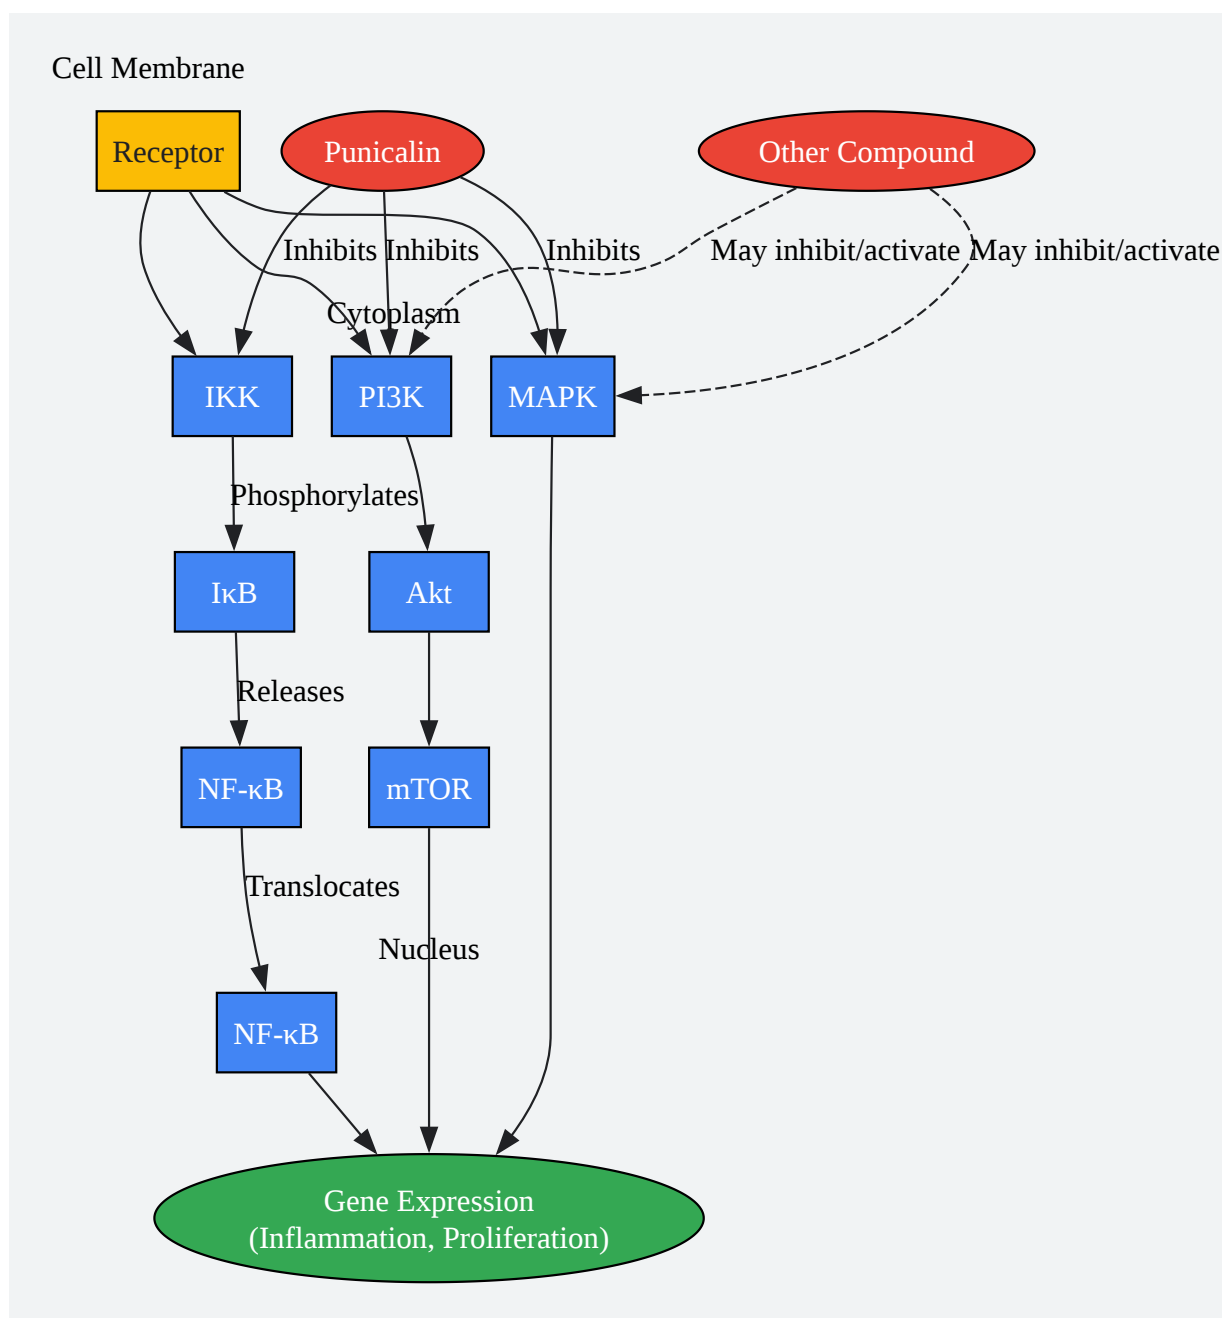 Cell Membrane
Receptor
Punicalin
Other Compound
Inhibits
Inhibits
Inhibits
May inhibit/activate
May inhibit/activate
Cytoplasm
IKK
PI3K
MAPK
Phosphorylates
IκB
Akt
Releases
NF-κB
mTOR
Translocates
Nucleus
NF-κB
Gene Expression
(Inflammation, Proliferation)